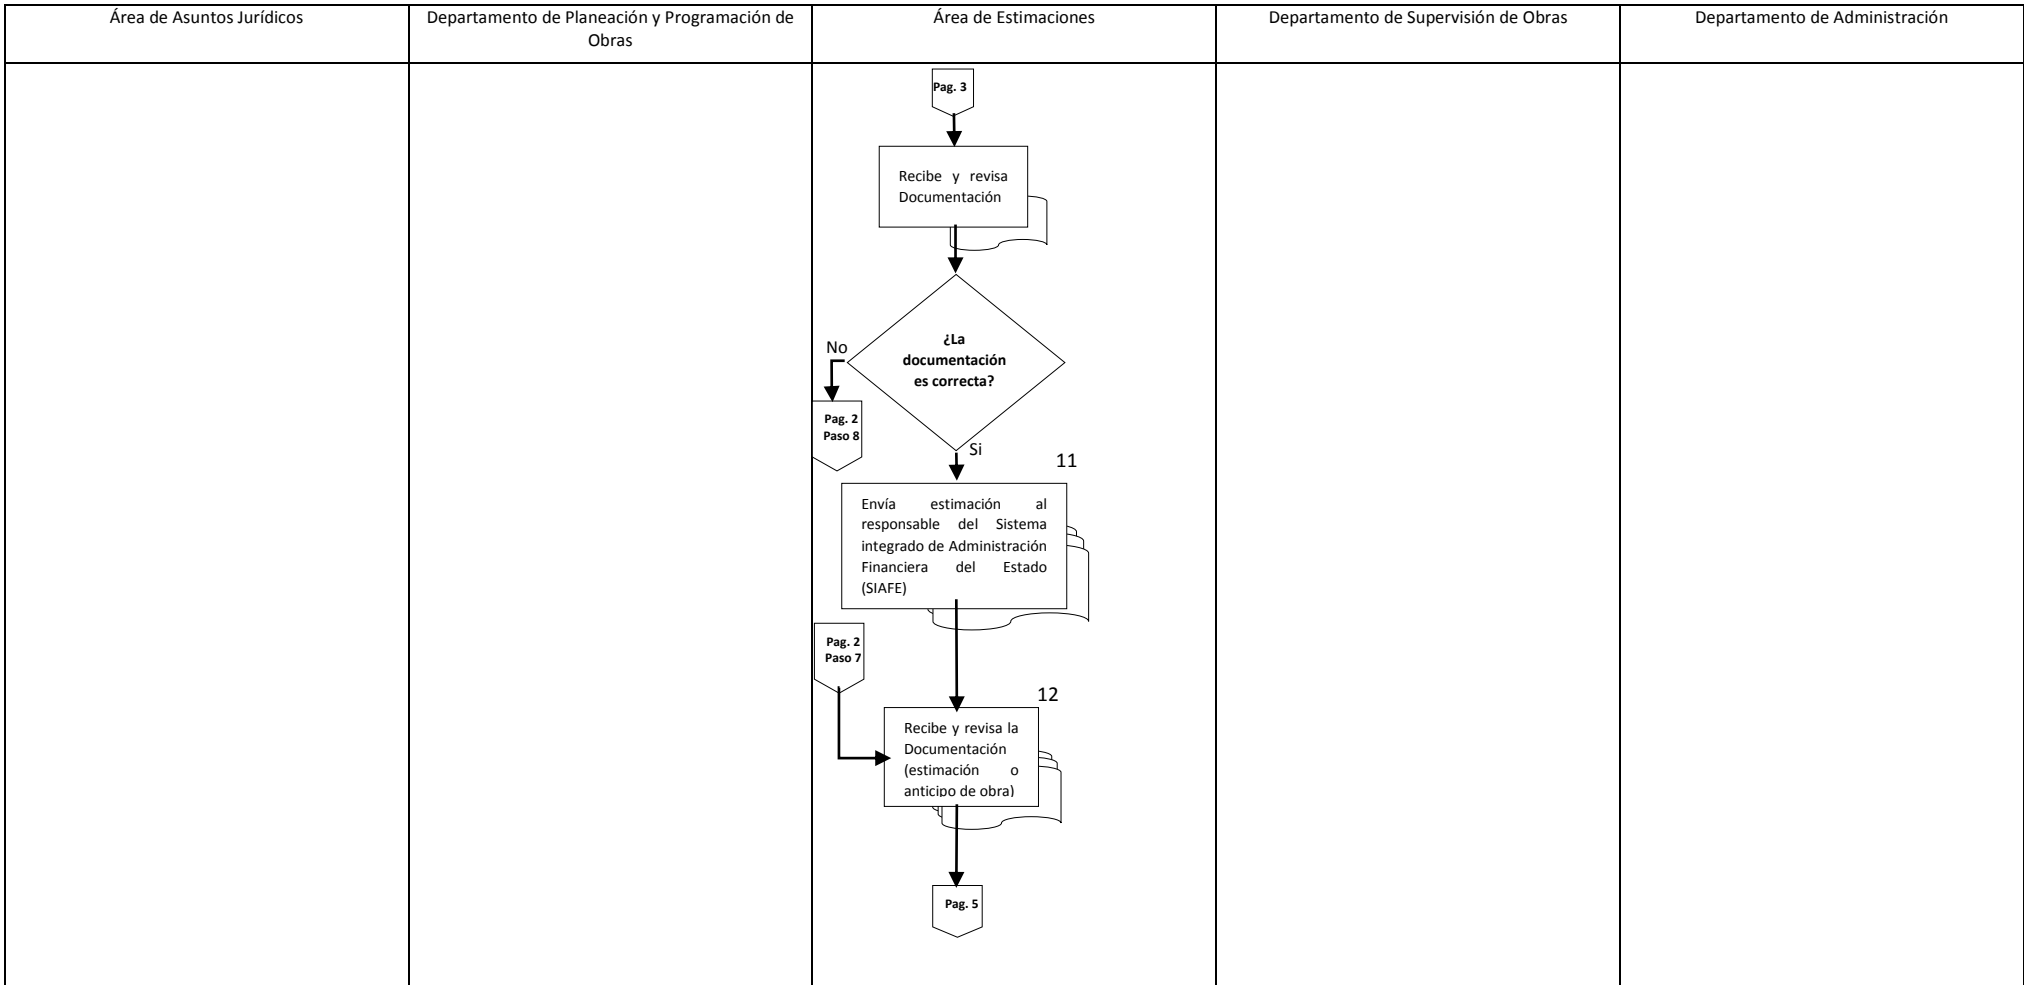 Área de Asuntos Jurídicos
Departamento de Planeación y Programación de
Obras
Área de Estimaciones
Departamento de Supervisión de Obras
Departamento de Administración
Pag. 3
Recibe y revisa
Documentación
¿La
documentación
es correcta?
No
Pag. 2
Paso 8
Si
11
Envía estimación al
responsable del Sistema
integrado de Administración
Financiera del Estado
(SIAFE)
Pag. 2
Paso 7
12
Recibe y revisa la
Documentación
(estimación o
anticipo de obra)
Pag. 5